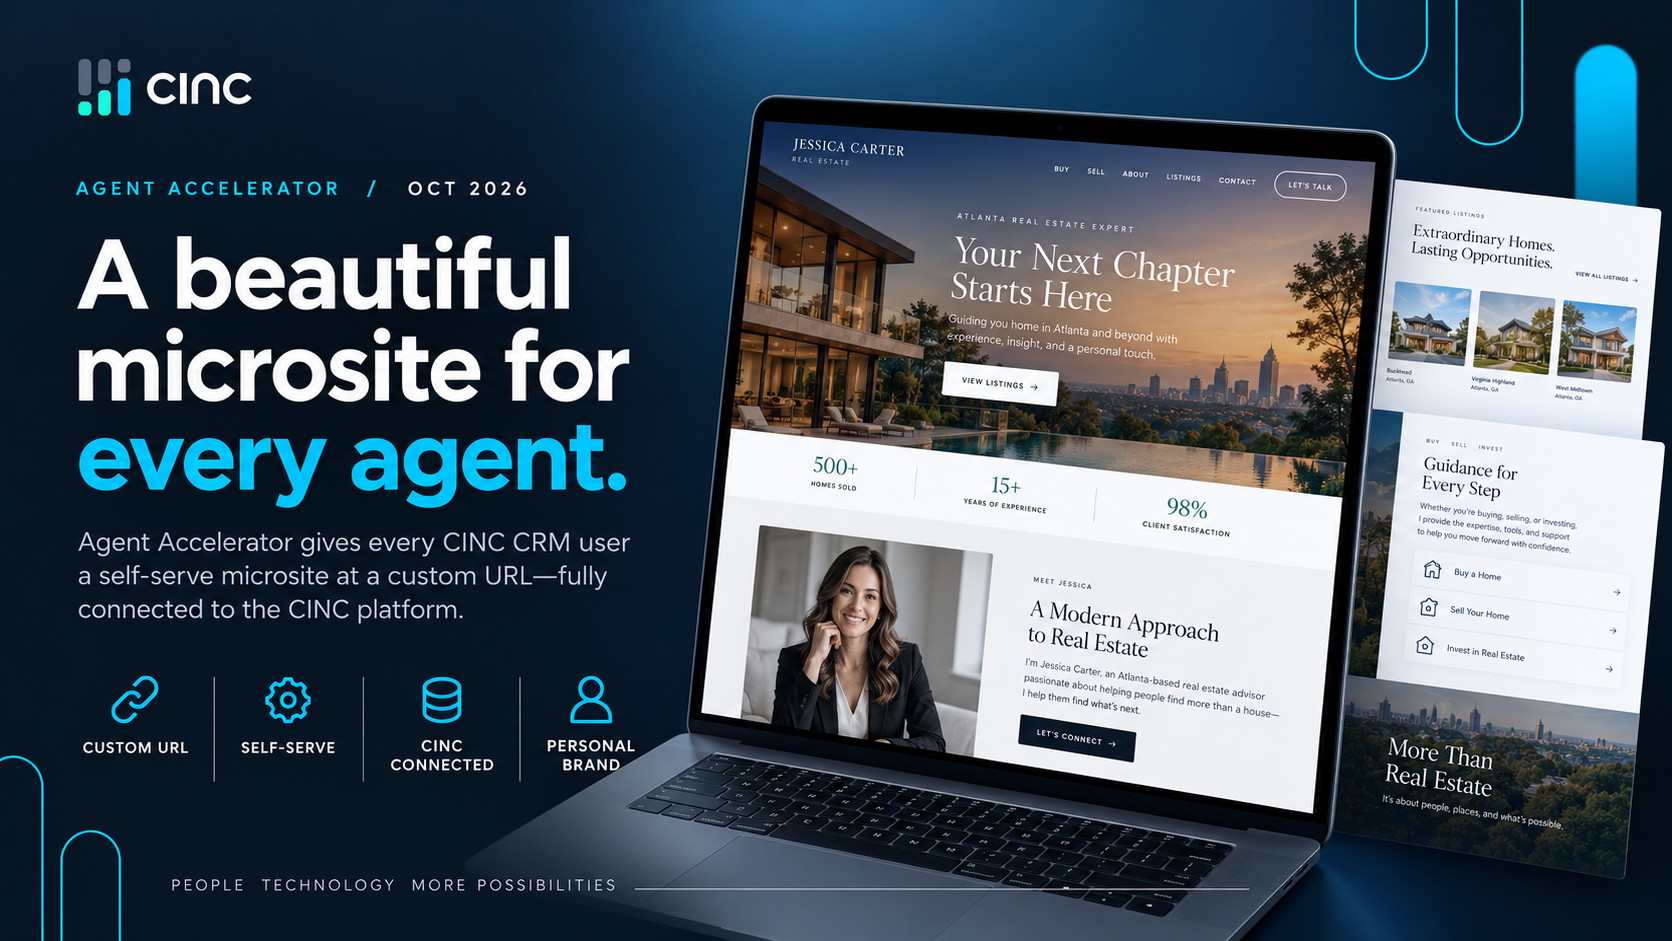 cınc
AGENT ACCELERATOR / OCT 2026
A beautiful
microsite for
every agent.
Agent Accelerator gives every CINC CRM user
a self-serve microsite at a custom URL—fully
connected to the CINC platform.
CUSTOM URL
SELF-SERVE
CINC
CONNECTED
PERSONAL
BRAND
PEOPLE TECHNOLOGY MORE POSSIBILITIES
JESSICA CARTER
REAL ESTATE
BUY SELL ABOUT LISTINGS CONTACT LET'S TALK
ATLANTA REAL ESTATE EXPERT
Your Next Chapter
Starts Here
Guiding you home in Atlanta and beyond with
experience, insight, and a personal touch.
VIEW LISTINGS →
500+
HOMES SOLD
15+
YEARS OF EXPERIENCE
98%
CLIENT SATISFACTION
MEET JESSICA
A Modern Approach
to Real Estate
I'm Jessica Carter, an Atlanta-based real estate advisor
passionate about helping people find more than a house—
I help them find what's next.
LET'S CONNECT →
FEATURED LISTINGS
Extraordinary Homes.
Lasting Opportunities.
VIEW ALL LISTINGS →
Buckhead
Atlanta, GA
Virginia Highland
Atlanta, GA
West Midtown
Atlanta, GA
BUY SELL INVEST
Guidance for
Every Step
Whether you're buying, selling, or investing,
I provide the expertise, tools, and support
to help you move forward with confidence.
Buy a Home →
Sell Your Home →
Invest in Real Estate →
More Than
Real Estate
It's about people, places, and what's possible.